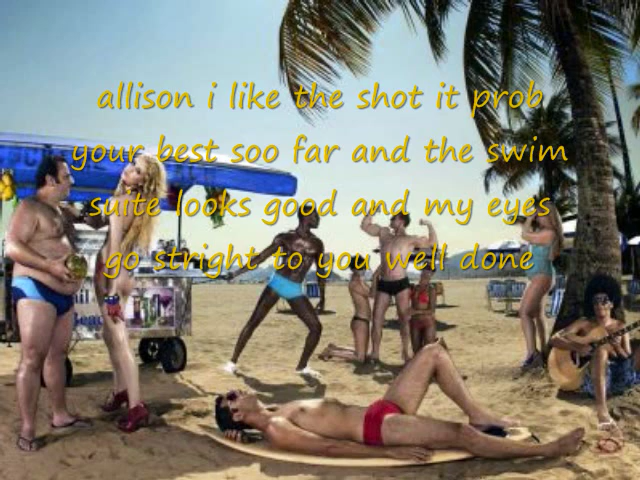 allison i like the shot it prob
your best soo far and the swim
suite looks good and my eyes
go stright to you well done